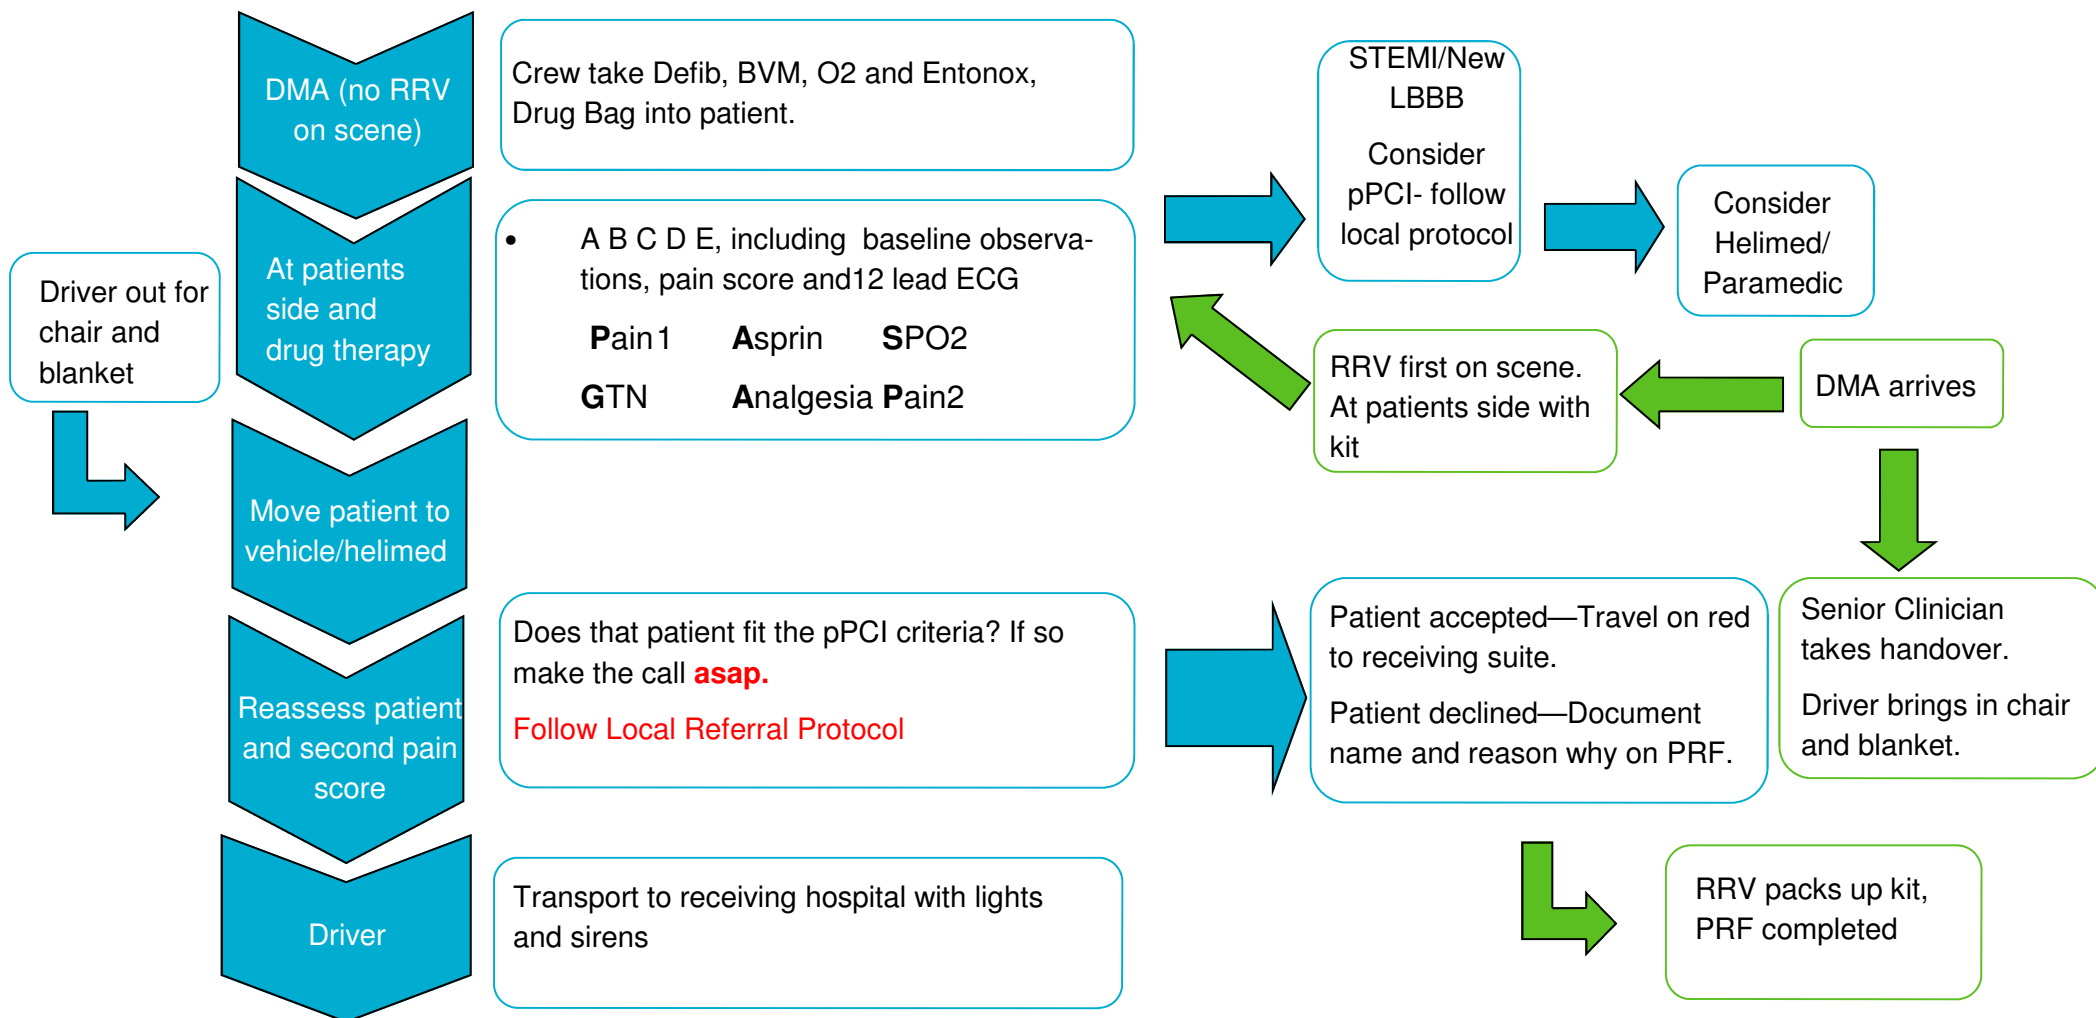 DMA (no RRV
on scene)
Crew take Defib, BVM, O2 and Entonox,
Drug Bag into patient.
STEMI/New
LBBB
Consider
pPCI- follow
local protocol
Consider
Helimed/
Paramedic
Driver out for
chair and
blanket
At patients
side and
drug therapy
• A B C D E, including baseline observa-
tions, pain score and12 lead ECG
Pain1 Asprin SPO2
GTN Analgesia Pain2
RRV first on scene.
At patients side with
kit
DMA arrives
Move patient to
vehicle/helimed
Reassess patient
and second pain
score
Does that patient fit the pPCI criteria? If so
make the call asap.
Follow Local Referral Protocol
Patient accepted—Travel on red
to receiving suite.
Patient declined—Document
name and reason why on PRF.
Senior Clinician
takes handover.
Driver brings in chair
and blanket.
Driver
Transport to receiving hospital with lights
and sirens
RRV packs up kit,
PRF completed